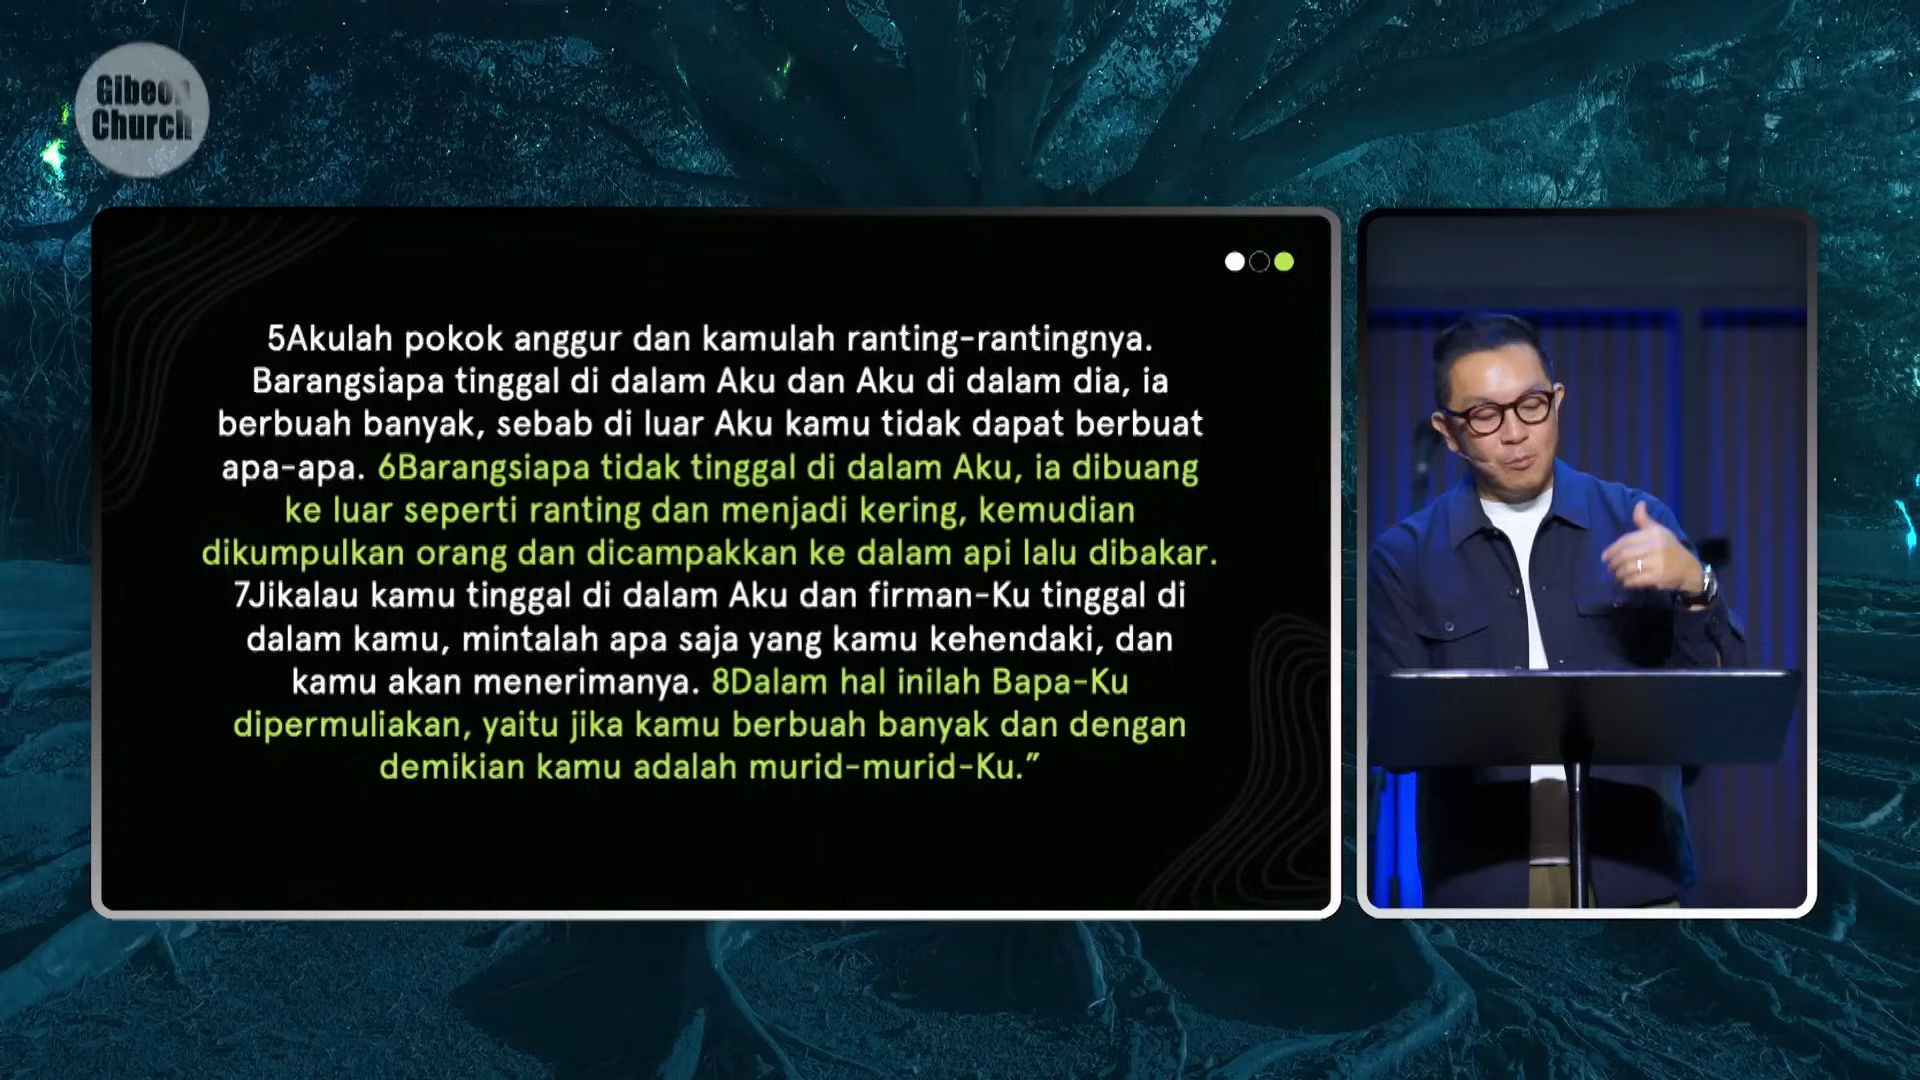 Gibeon
Church
5Akulah pokok anggur dan kamulah ranting-rantingnya.
Barangsiapa tinggal di dalam Aku dan Aku di dalam dia, ia
berbuah banyak, sebab di luar Aku kamu tidak dapat berbuat
apa-apa. 6Barangsiapa tidak tinggal di dalam Aku, ia dibuang
ke luar seperti ranting dan menjadi kering, kemudian
dikumpulkan orang dan dicampakkan ke dalam api lalu dibakar.
7Jikalau kamu tinggal di dalam Aku dan firman-Ku tinggal di
dalam kamu, mintalah apa saja yang kamu kehendaki, dan
kamu akan menerimanya. 8Dalam hal inilah Bapa-Ku
dipermuliakan, yaitu jika kamu berbuah banyak dan dengan
demikian kamu adalah murid-murid-Ku.”